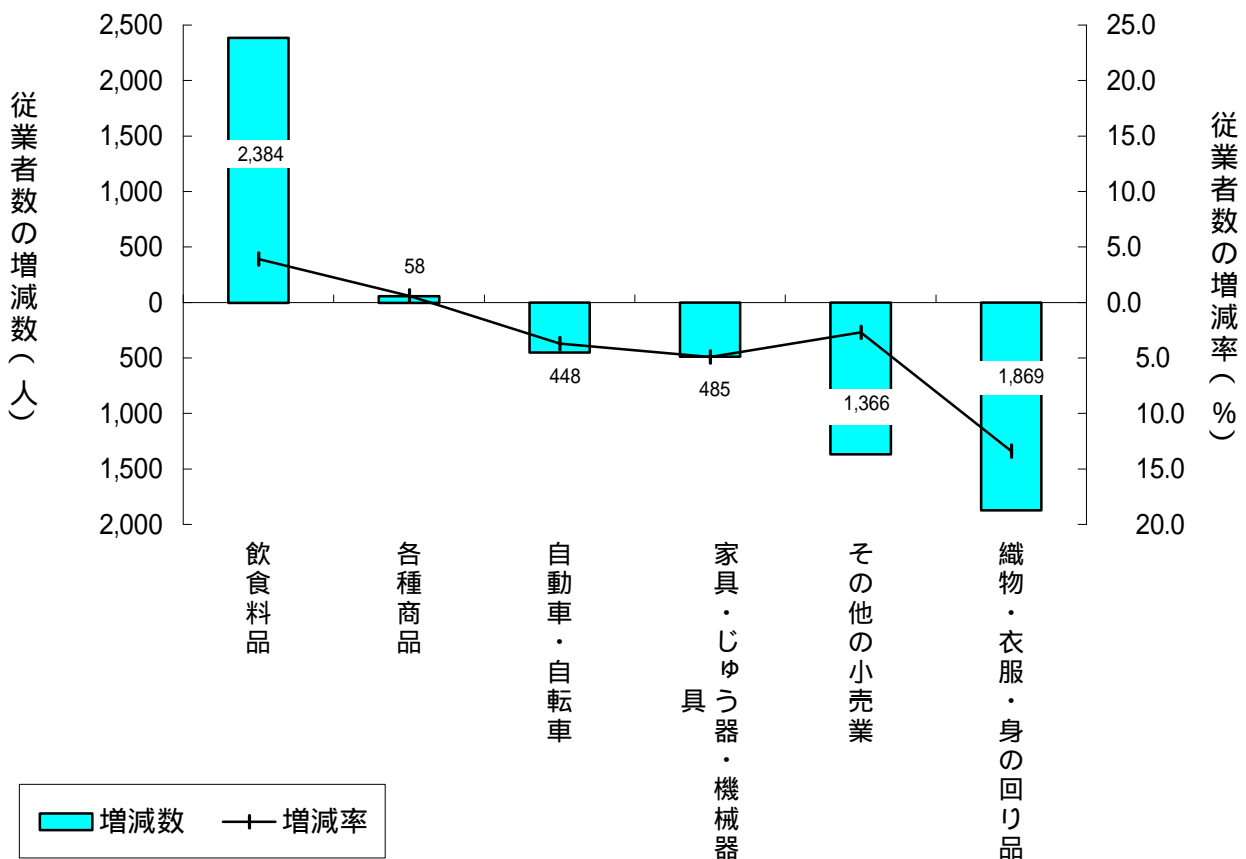 従業者数の増減数(人)
2,500
2,000
1,500
1,000
500
0
500
1,000
1,500
2,000
25.0
20.0
15.0
10.0
5.0
0.0
5.0
10.0
15.0
20.0
従業者数の増減率(%)
2,384
58
448
485
1,366
1,869
飲食料品
各種商品
自動車・自転車
家具・じゅう器・機械器
具
その他の小売業
織物・衣服・身の回り品
増減数
増減率